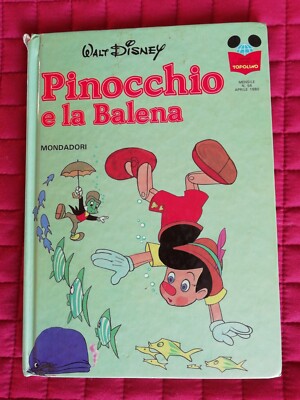 WALT DISNEY
TOPOLINO
Pinocchio
e la Balena
MONDADORI